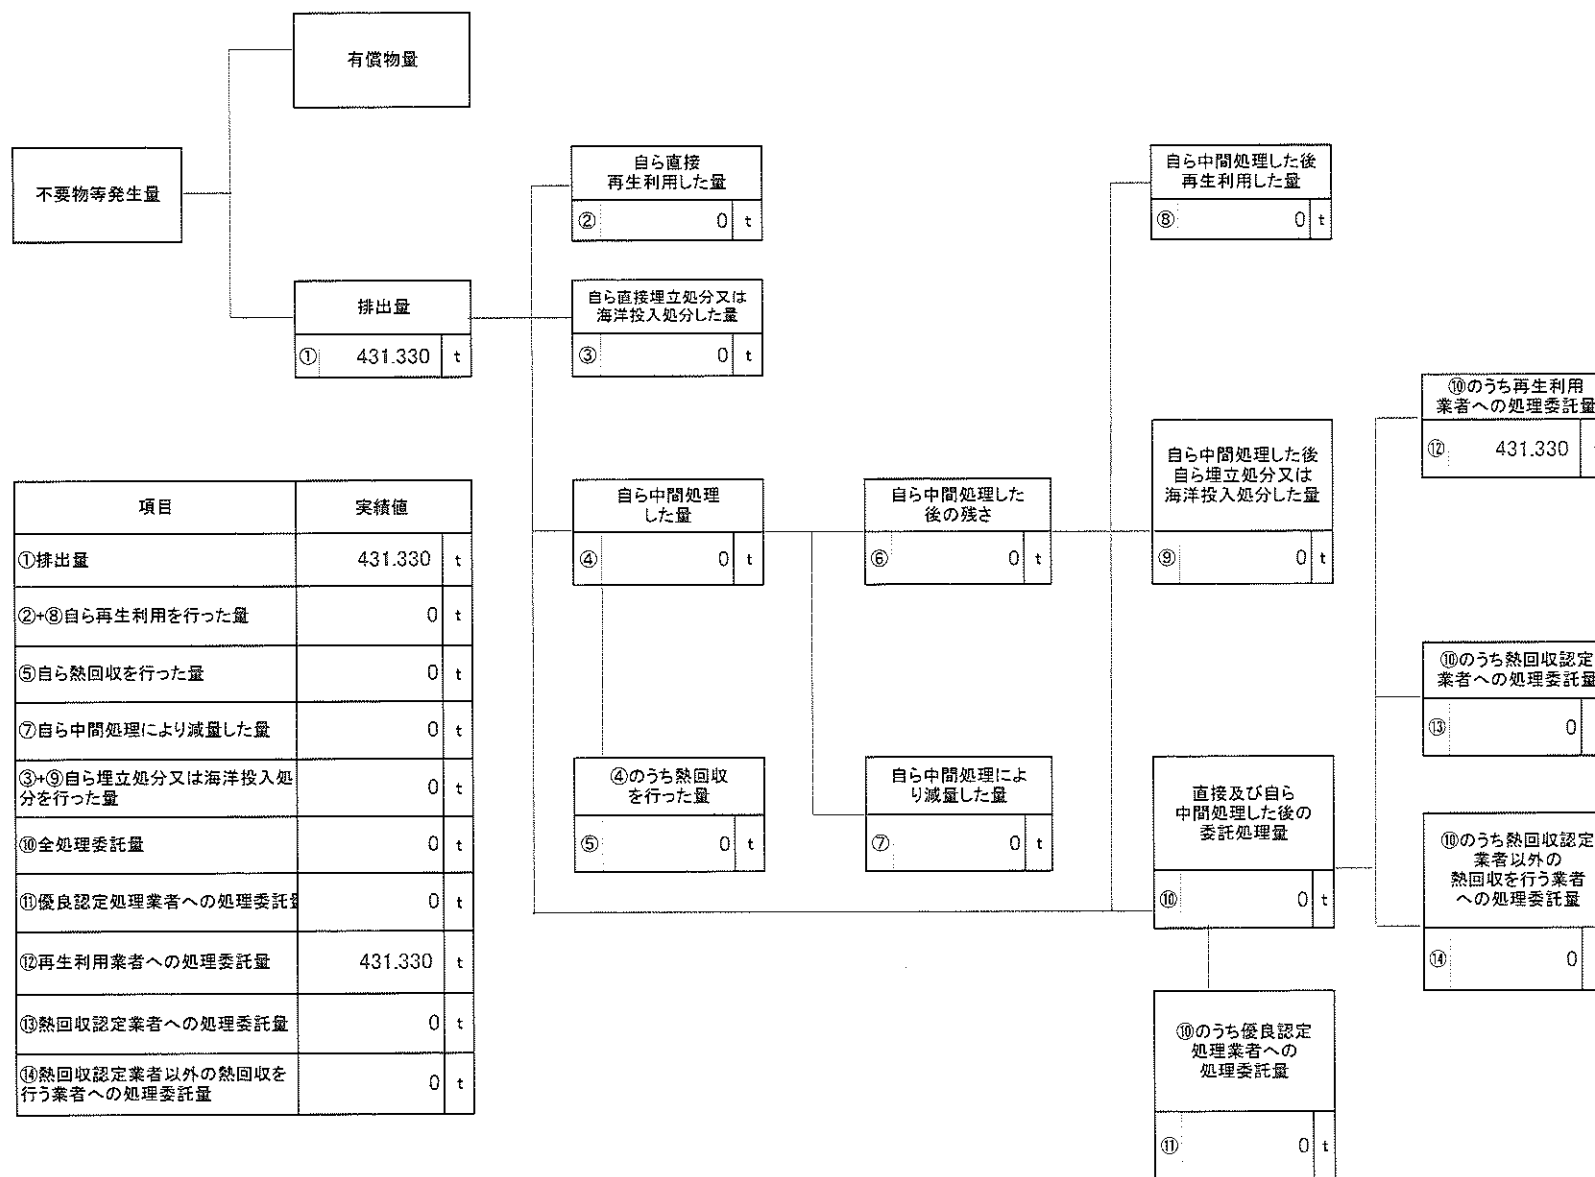 有償物量
不要物等発生量
排出量
① 431.330 t
自ら直接
再生利用した量
② 0 t
自ら直接埋立処分又は
海洋投入処分した量
③ 0 t
自ら中間処理
した量
④ 0 t
④のうち熱回収
を行った量
⑤ 0 t
自ら中間処理した
後の残さ
⑥ 0 t
自ら中間処理によ
り減量した量
⑦ 0 t
自ら中間処理した後
再生利用した量
⑧ 0 t
自ら中間処理した後
自ら埋立処分又は
海洋投入処分した量
⑨ 0 t
直接及び自ら
中間処理した後の
委託処理量
⑩ 0 t
⑩のうち優良認定
処理業者への
処理委託量
⑪ 0 t
⑩のうち再生利用
業者への処理委託量
⑫ 431.330
⑩のうち熱回収認定
業者への処理委託量
⑬ 0
⑩のうち熱回収認定
業者以外の
熱回収を行う業者
への処理委託量
⑭ 0
項目 実績値
①排出量 431.330 t
②+⑧自ら再生利用を行った量 0 t
⑤自ら熱回収を行った量 0 t
⑦自ら中間処理により減量した量 0 t
③+⑨自ら埋立処分又は海洋投入処
分を行った量 0 t
⑩全処理委託量 0 t
⑪優良認定処理業者への処理委託量 0 t
⑫再生利用業者への処理委託量 431.330 t
⑬熱回収認定業者への処理委託量 0 t
⑭熱回収認定業者以外の熱回収を
行う業者への処理委託量 0 t